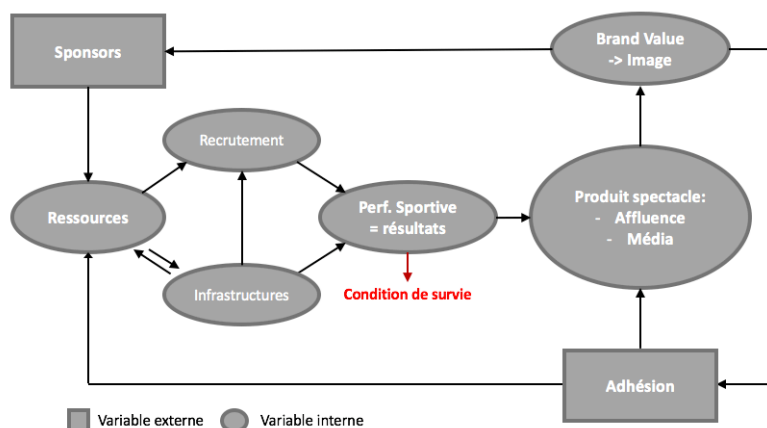 Sponsors
Brand Value
-> Image
Recrutement
Ressources
Perf. Sportive
= résultats
Produit spectacle:
- Affluence
- Média
Infrastructures
Condition de survie
Adhésion
Variable externe
Variable interne